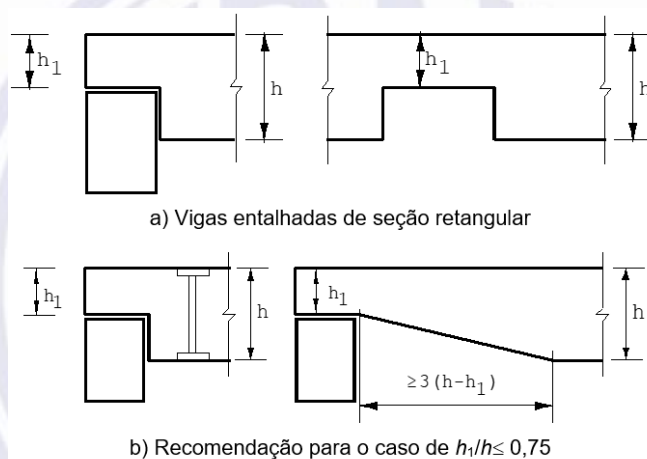 h1
h
h1
h
a) Vigas entalhadas de seção retangular
h1
h
h1
h
≥3(h-h1)
b) Recomendação para o caso de h1/h≤ 0,75